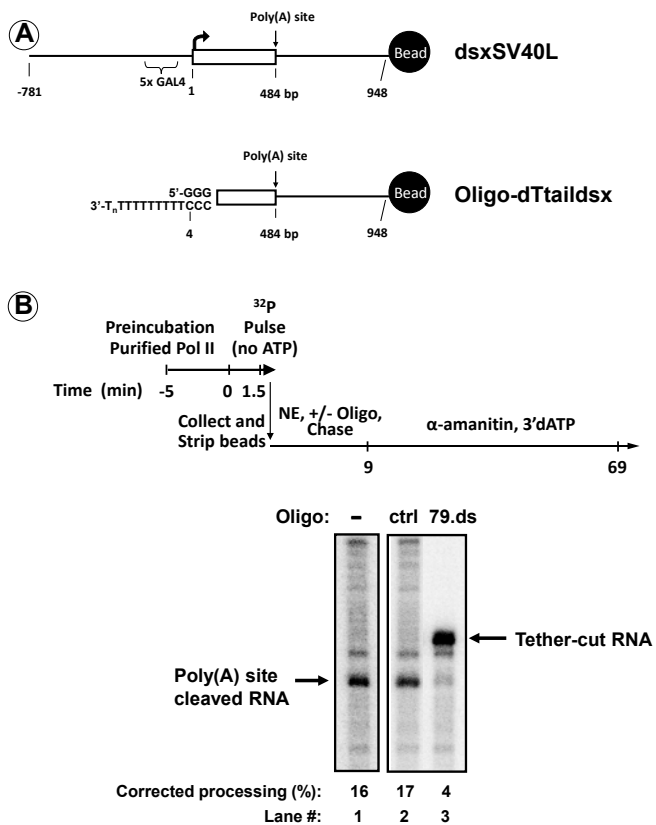 A
Poly(A) site
Bead
dsxSV40L
5x GAL4
-781
1
484 bp
948
Poly(A) site
5'-GGG
3'-TnTTTTTTTTTCCC
Bead
Oligo-dTtaildsx
4
484 bp
948
B
32P
Preincubation Pulse
Purified Pol II (no ATP)
Time (min) -5 0 1.5
Collect and
Strip beads
NE, +/- Oligo,
Chase
α-amanitin, 3'dATP
9 69
Oligo: – ctrl 79.ds
Tether-cut RNA
Poly(A) site
cleaved RNA
Corrected processing (%): 16 17 4
Lane #: 1 2 3